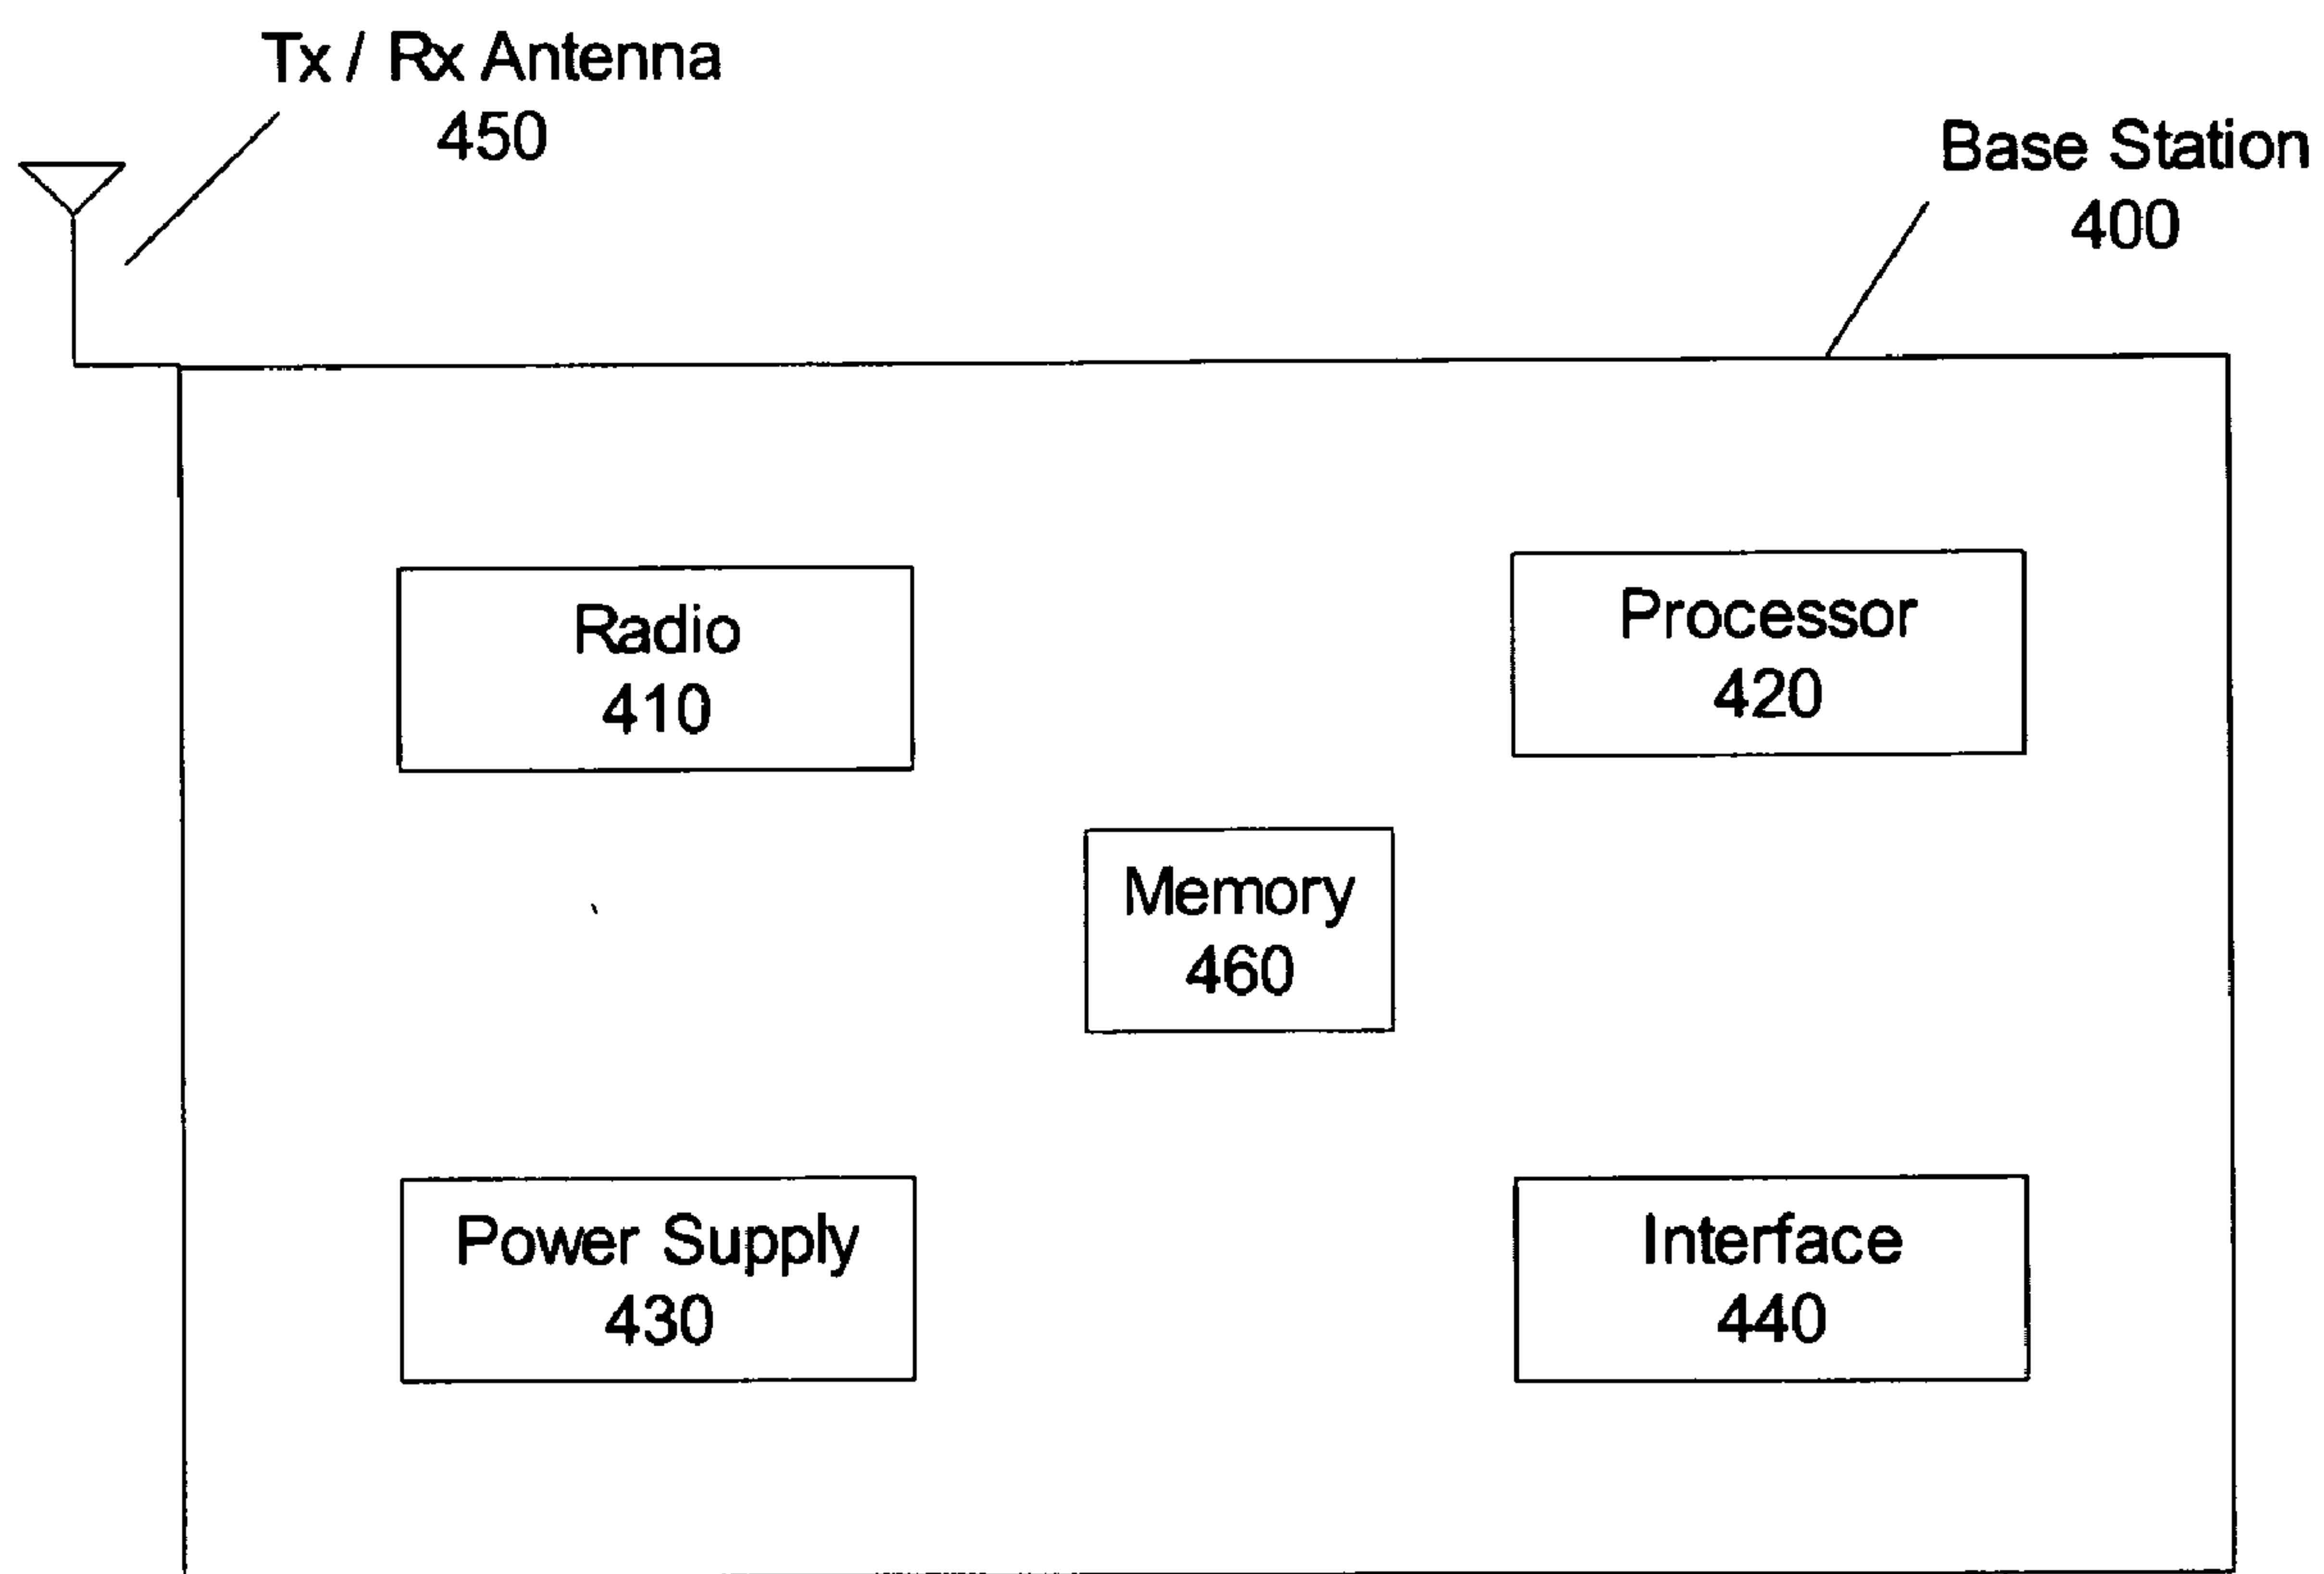 Tx / Rx Antenna
450
Base Station
400
Radio
410
Processor
420
Memory
460
Power Supply
430
Interface
440